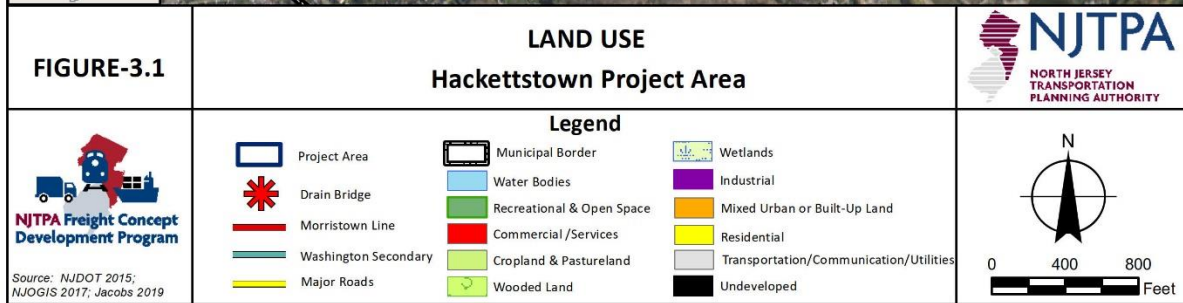 FIGURE-3.1
LAND USE
Hackettstown Project Area
NJTPA
NORTH JERSEY
TRANSPORTATION
PLANNING AUTHORITY
NJTPA Freight Concept
Development Program
Source: NJDOT 2015;
NJOGIS 2017; Jacobs 2019
Legend
Project Area
Drain Bridge
Morristown Line
Washington Secondary
Major Roads
Municipal Border
Water Bodies
Recreational & Open Space
Commercial /Services
Cropland & Pastureland
Wooded Land
Wetlands
Industrial
Mixed Urban or Built-Up Land
Residential
Transportation/Communication/Utilities
Undeveloped
N
0 400 800
Feet